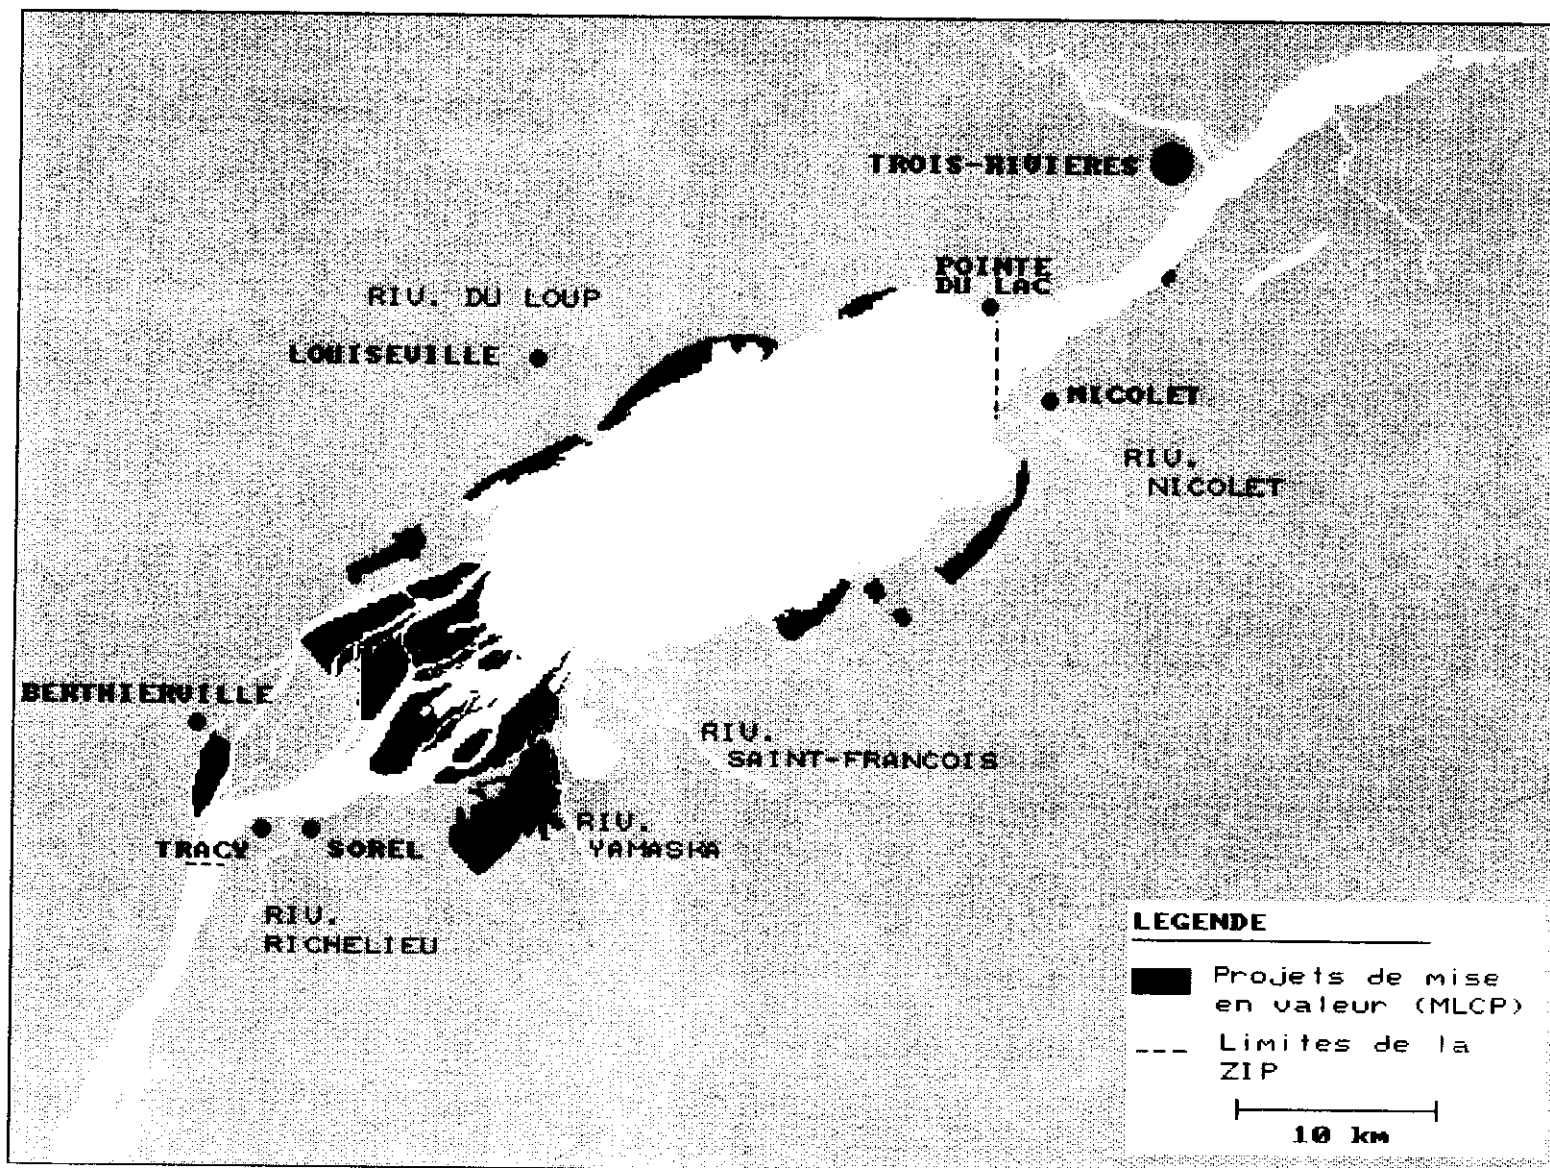 TROIS-RIVIERES
POINTE
DU LAC
RIV. DU LOUP
LOUISEVILLE
NICOLET
RIV.
NICOLET
BERTHIERVILLE
RIV.
SAINT-FRANCOIS
TRACY
SOREL
RIV.
YAMASKA
RIV.
RICHELIEU
LEGENDE
Projets de mise
en valeur (MLCP)
Limites de la
ZIP
10 km